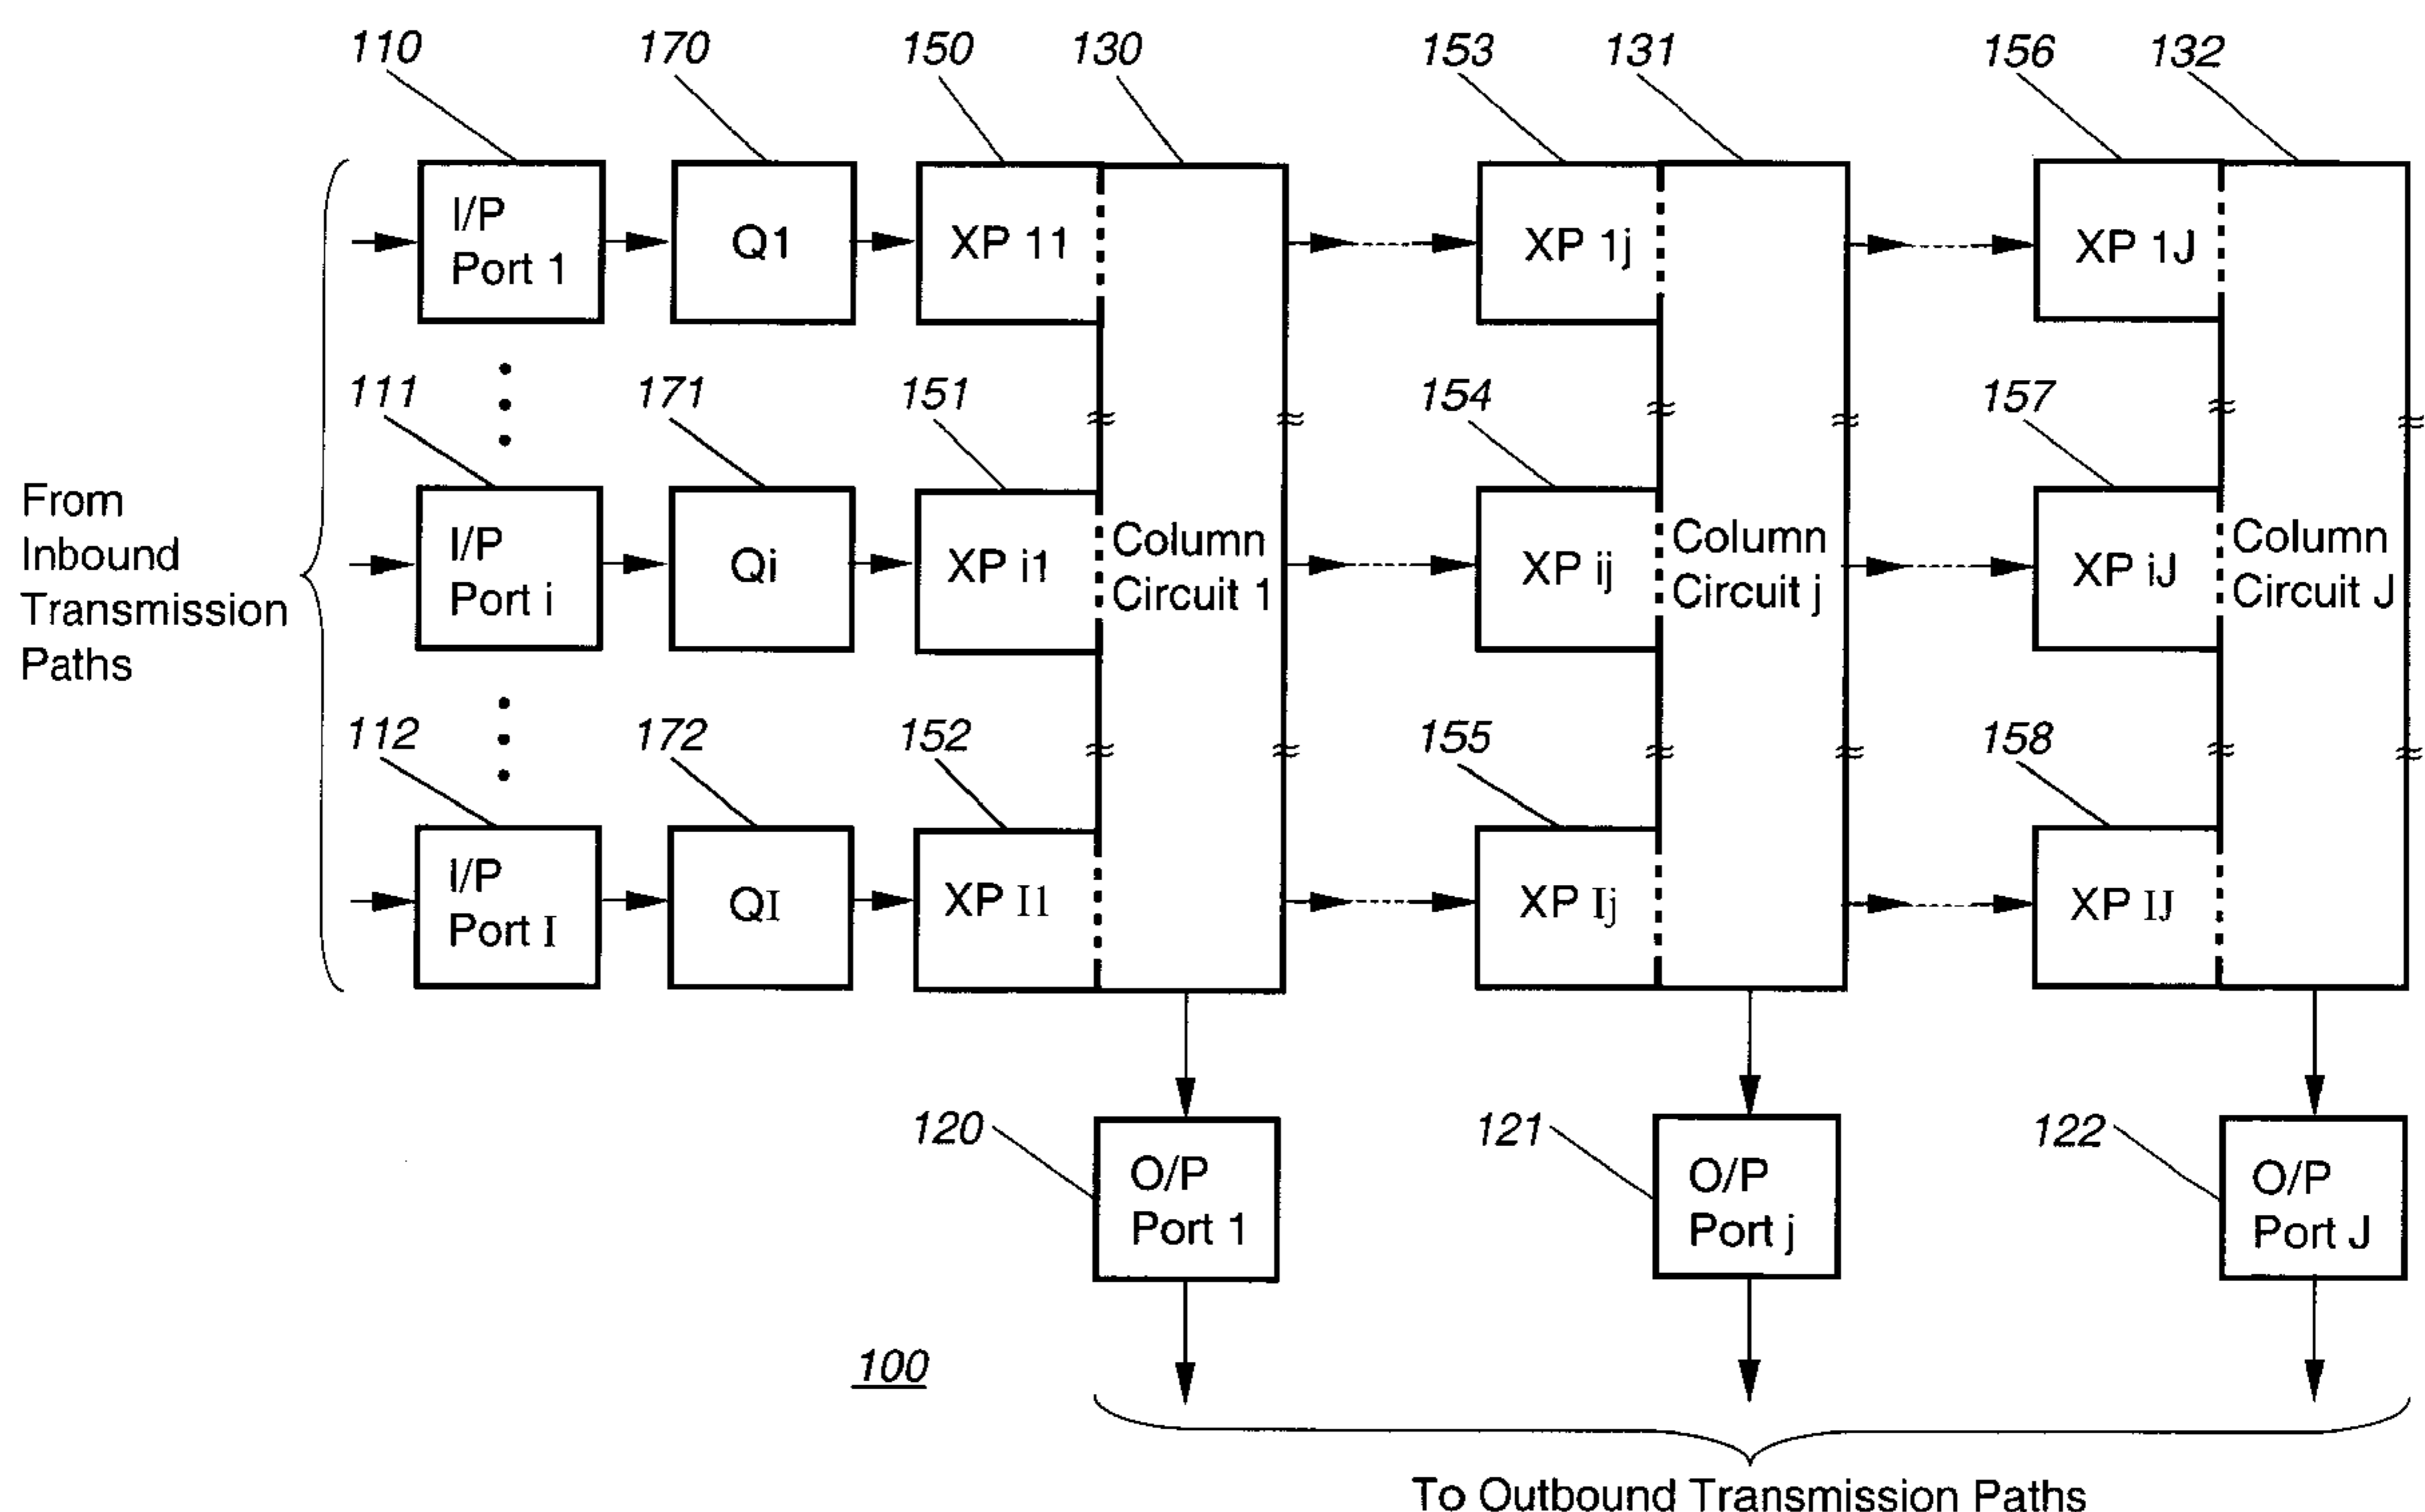 110 170 150 130 153 131 156 132
I/P
Port 1
Q1
XP 11
XP 1j
XP 1J
111 171 151 154 157
From
Inbound
Transmission
Paths
I/P
Port i
Qi
XP i1
Column
Circuit 1
XP ij
Column
Circuit j
XP iJ
Column
Circuit J
112 172 152 155 158
I/P
Port I
QI
XP I1
XP Ij
XP IJ
120
O/P
Port 1
121
O/P
Port j
122
O/P
Port J
100
To Outbound Transmission Paths